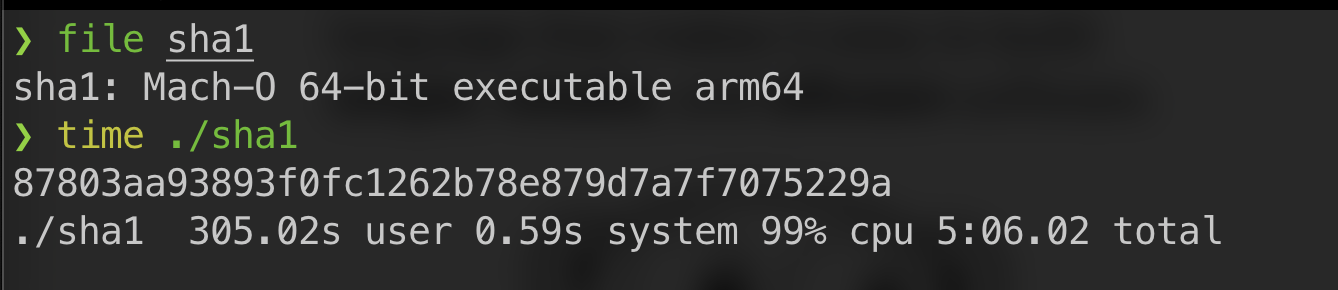 ❯ file sha1
sha1: Mach-O 64-bit executable arm64
❯ time ./sha1
87803aa93893f0fc1262b78e879d7a7f7075229a
./sha1  305.02s user 0.59s system 99% cpu 5:06.02 total